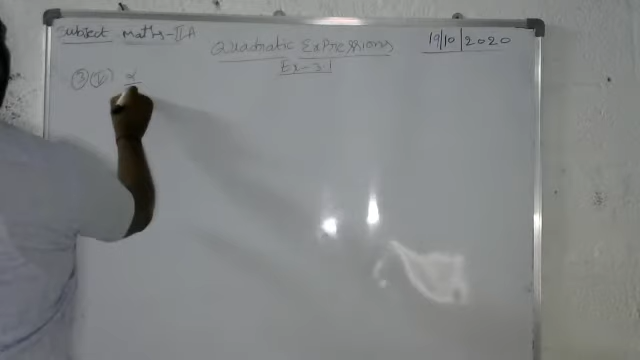 Subject Maths-IIA
Quadratic Expressions
19/10/2020
Ex-3.1
③